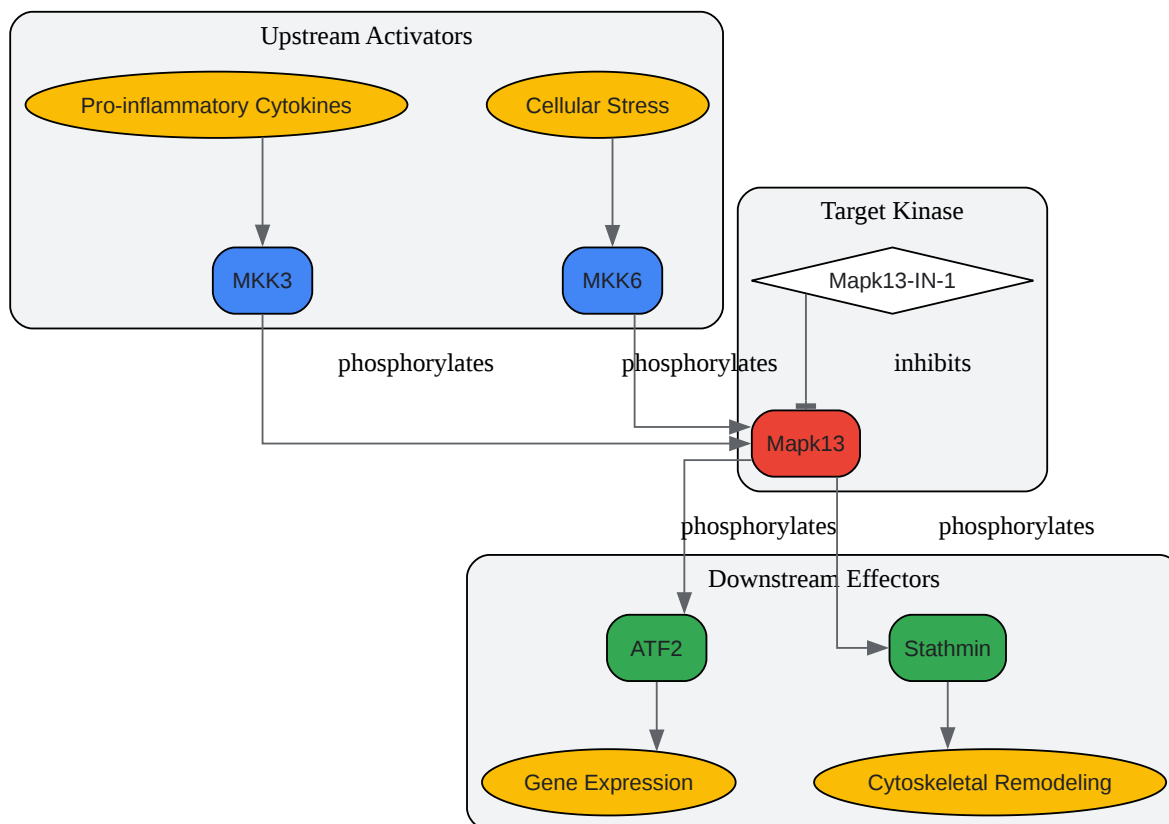 Upstream Activators
Pro-inflammatory Cytokines
Cellular Stress
Target Kinase
MKK3
MKK6
Mapk13-IN-1
phosphorylates
phosphorylates
inhibits
Mapk13
phosphorylates
phosphorylates
Downstream Effectors
ATF2
Stathmin
Gene Expression
Cytoskeletal Remodeling